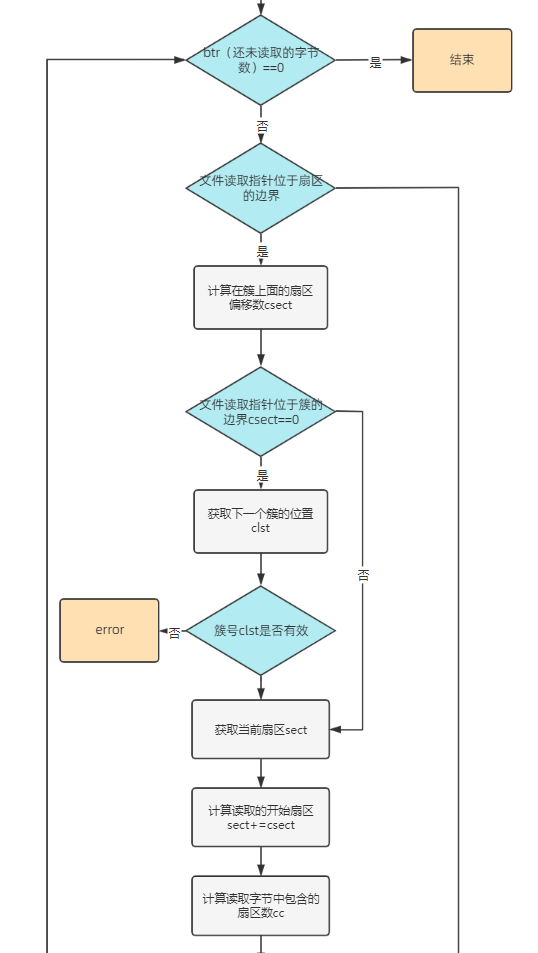 btr（还未读取的字节
数）==0
是
结束
否
文件读取指针位于扇区
的边界
是
计算在簇上面的扇区
偏移数csect
文件读取指针位于簇的
边界csect==0
是
获取下一个簇的位置
clst
否
簇号clst是否有效
否
error
获取当前扇区sect
计算读取的开始扇区
sect+=csect
计算读取字节中包含的
扇区数cc